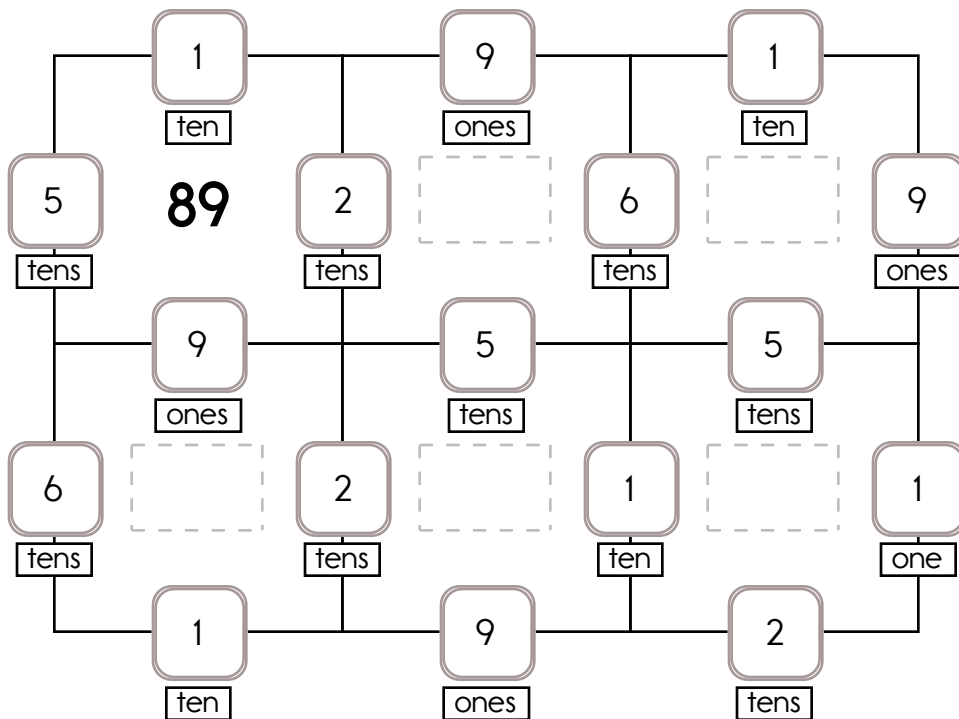 1 9 1
ten ones ten
5 89 2 6 9
tens tens tens ones
9 5 5
ones tens tens
6 2 1 1
tens tens ten one
1 9 2
ten ones tens